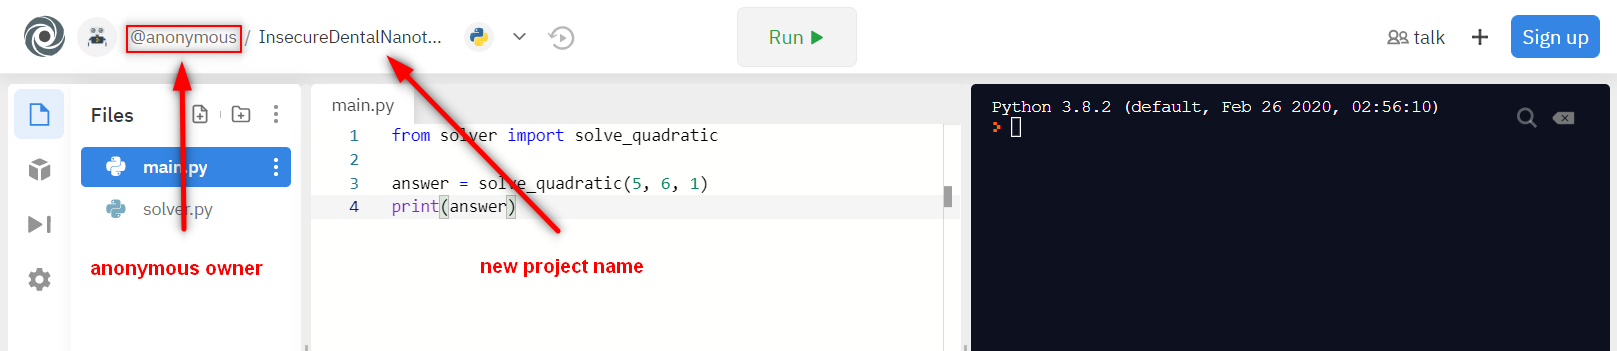 @anonymous / InsecureDentalNanot...
Run
talk
+
Sign up
Files
main.py
solver.py
anonymous owner
main.py
1 from solver import solve_quadratic
2
3 answer = solve_quadratic(5, 6, 1)
4 print(answer)
new project name
Python 3.8.2 (default, Feb 26 2020, 02:56:10)
>